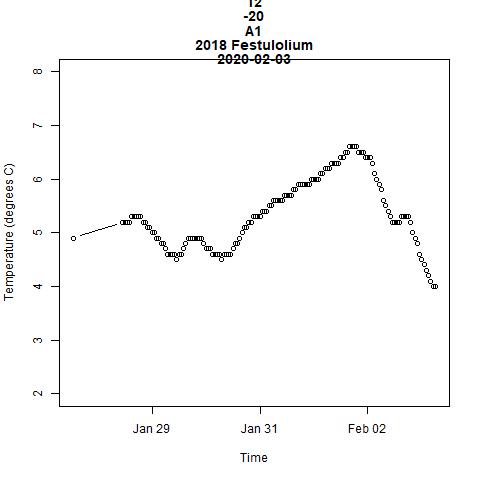 T2
-20
A1
2018 Festulolium
2020-02-03
8
7
6
5
4
3
2
Temperature (degrees C)
Jan 29
Jan 31
Feb 02
Time